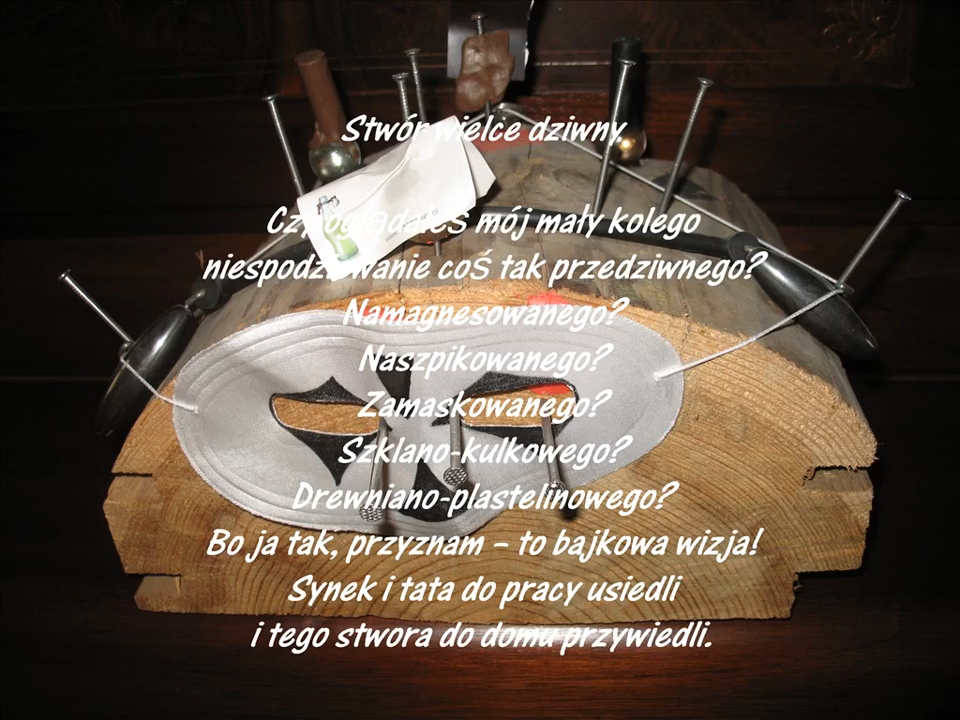 Stwór wielce dziwny.
Czy oglądałeś mój mały kolego
niespodziewanie coś tak przedziwnego?
Namagnesowanego?
Naszpikowanego?
Zamaskowanego?
Szklano-kulkowego?
Drewniano-plastelinowego?
Bo ja tak, przyznam – to bajkowa wizja!
Synek i tata do pracy usiedli
i tego stwora do domu przywiedli.